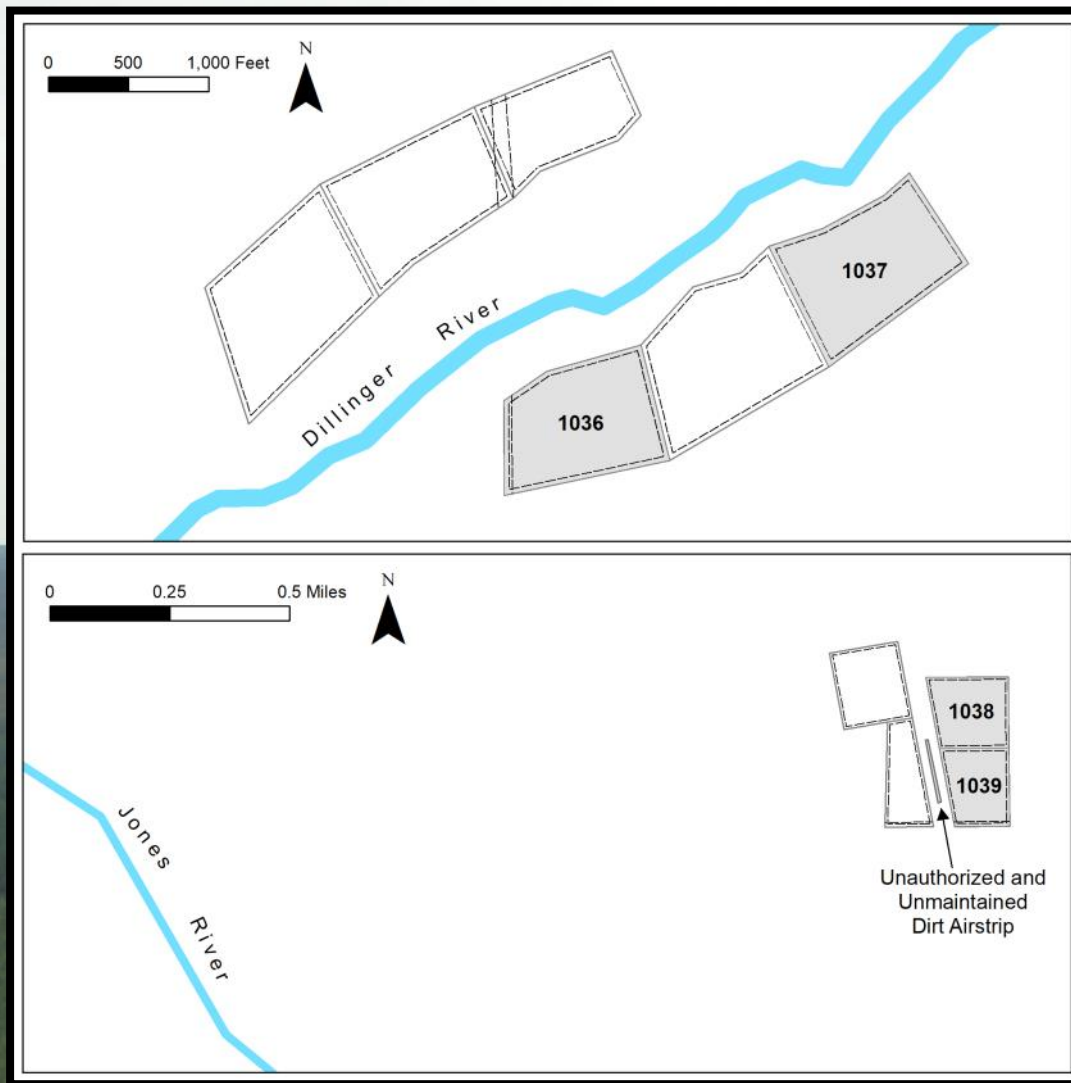 0 500 1,000 Feet
N
Dillinger River
1037
1036
0 0.25 0.5 Miles
N
1038
1039
Jones River
Unauthorized and
Unmaintained
Dirt Airstrip